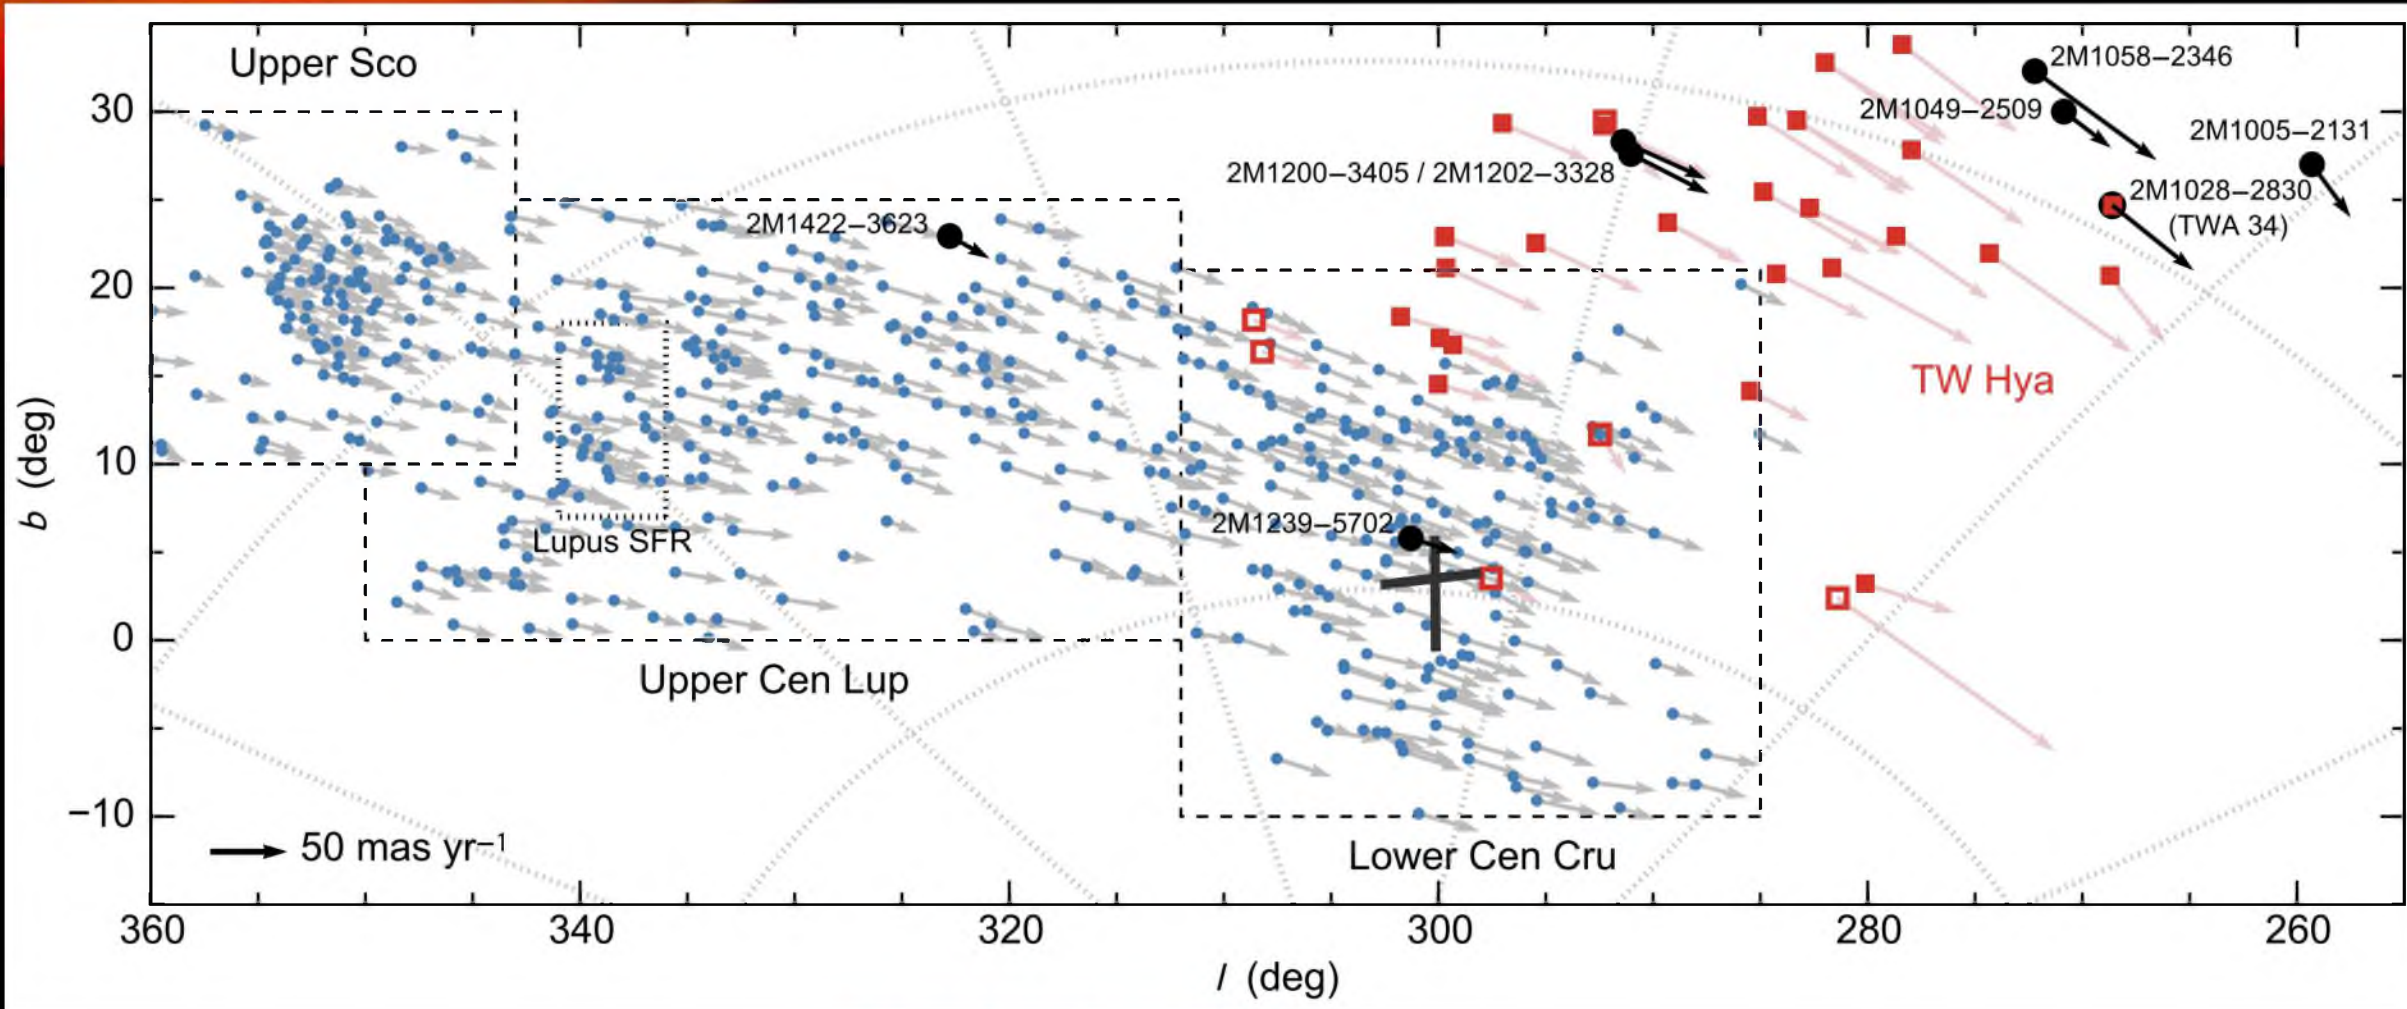 Upper Sco
2M1058−2346
2M1049−2509
2M1005−2131
2M1200−3405 / 2M1202−3328
2M1028−2830
(TWA 34)
2M1422−3623
TW Hya
2M1239−5702
Lupus SFR
Upper Cen Lup
Lower Cen Cru
50 mas yr−1
30
20
10
0
−10
b (deg)
360 340 320 300 280 260
l (deg)